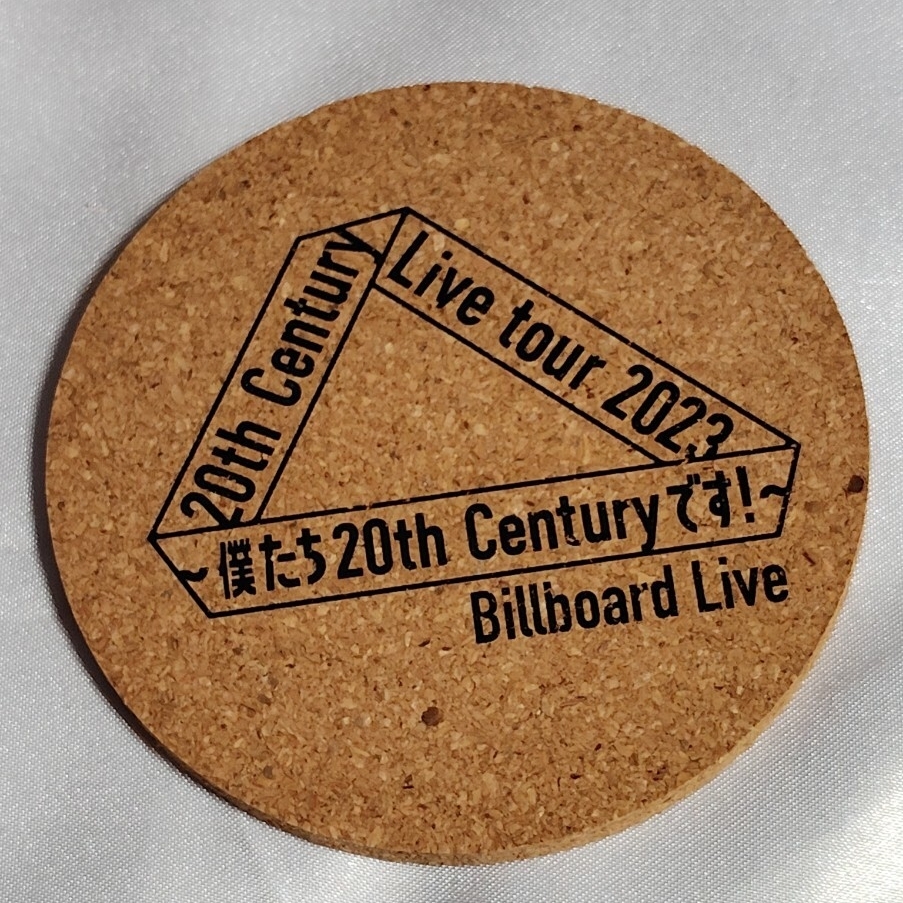 20th Century
Live tour 2023
~僕たち20th Centuryです!~
Billboard Live